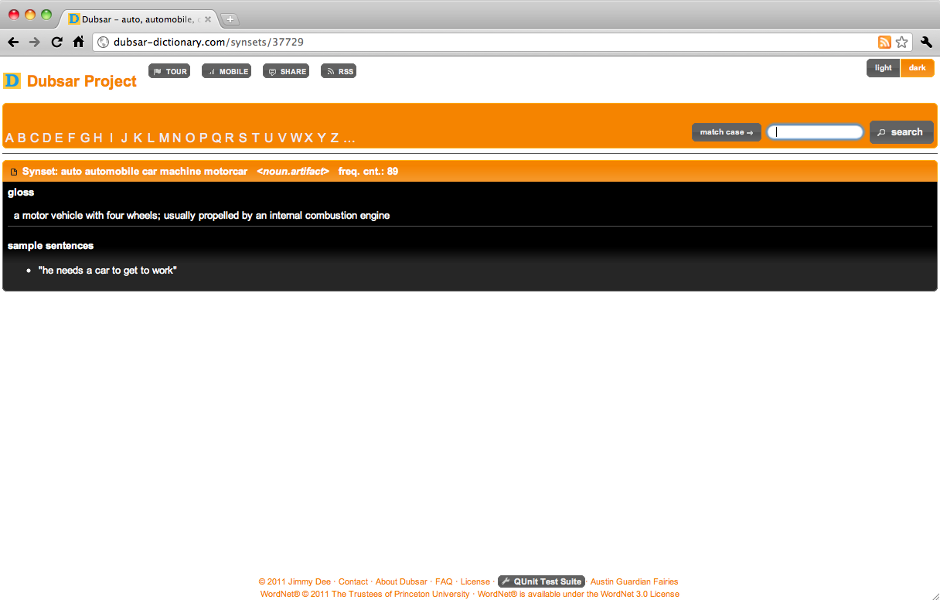 Dubsar – auto, automobile, c
dubsar-dictionary.com/synsets/37729
D Dubsar Project TOUR MOBILE SHARE RSS light dark
A B C D E F G H I J K L M N O P Q R S T U V W X Y Z ... match case → search
Synset: auto automobile car machine motorcar <noun.artifact> freq. cnt.: 89
gloss
a motor vehicle with four wheels; usually propelled by an internal combustion engine
sample sentences
• "he needs a car to get to work"
© 2011 Jimmy Dee · Contact · About Dubsar · FAQ · License · QUnit Test Suite Austin Guardian Fairies
WordNet® © 2011 The Trustees of Princeton University · WordNet® is available under the WordNet 3.0 License